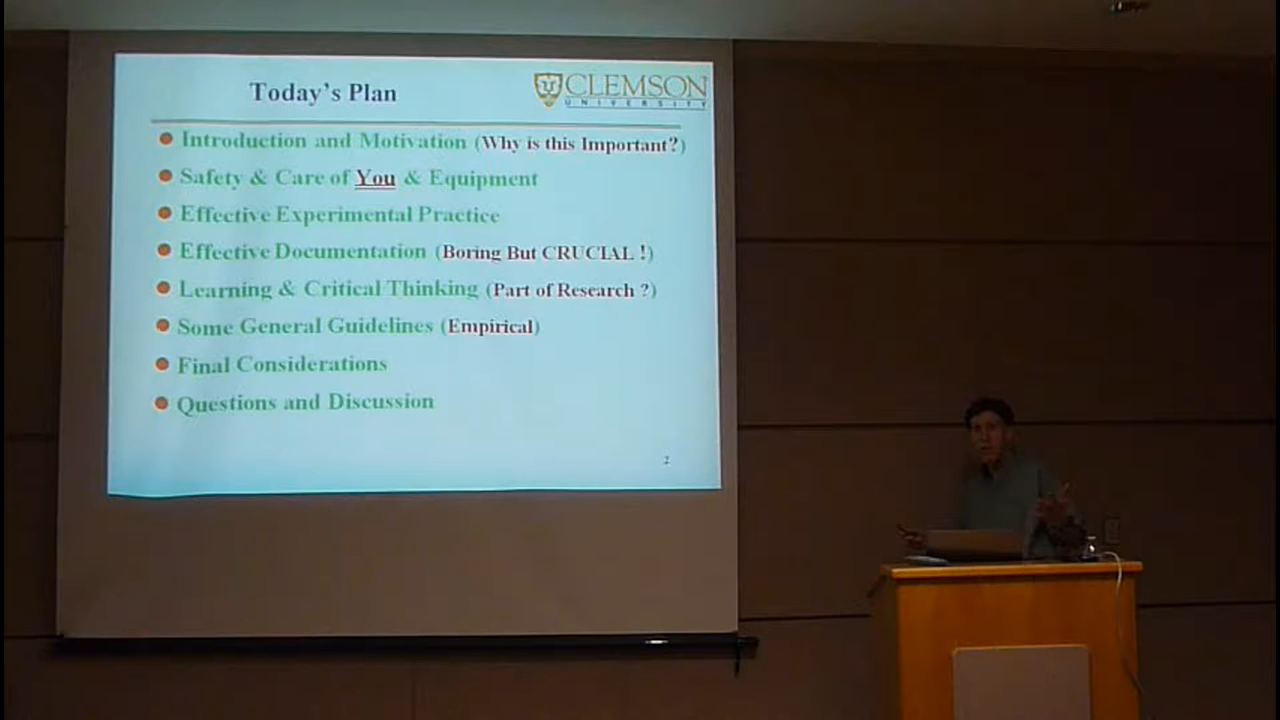 Today's Plan
CLEMSON
UNIVERSITY
Introduction and Motivation (Why is this Important?)
Safety & Care of You & Equipment
Effective Experimental Practice
Effective Documentation (Boring But CRUCIAL !)
Learning & Critical Thinking (Part of Research ?)
Some General Guidelines (Empirical)
Final Considerations
Questions and Discussion
2